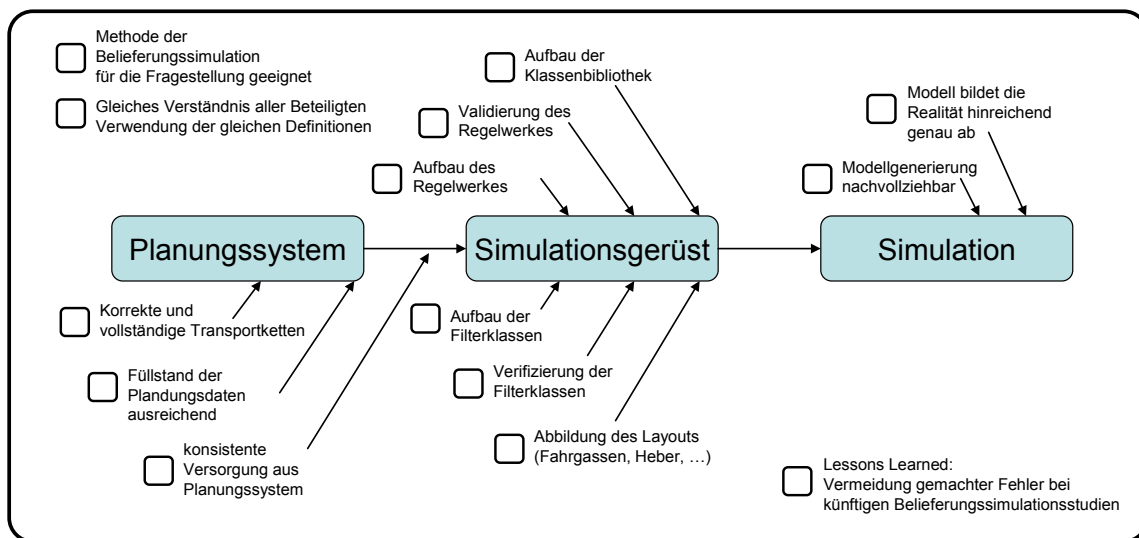 Methode der
Belieferungssimulation
für die Fragestellung geeignet
Gleiches Verständnis aller Beteiligten
Verwendung der gleichen Definitionen
Aufbau der
Klassenbibliothek
Validierung des
Regelwerkes
Aufbau des
Regelwerkes
Modell bildet die
Realität hinreichend
genau ab
Modellgenerierung
nachvollziehbar
Planungssystem
Simulationsgerüst
Simulation
Korrekte und
vollständige Transportketten
Füllstand der
Plandungsdaten
ausreichend
konsistente
Versorgung aus
Planungssystem
Aufbau der
Filterklassen
Verifizierung der
Filterklassen
Abbildung des Layouts
(Fahrgassen, Heber, …)
Lessons Learned:
Vermeidung gemachter Fehler bei
künftigen Belieferungssimulationsstudien